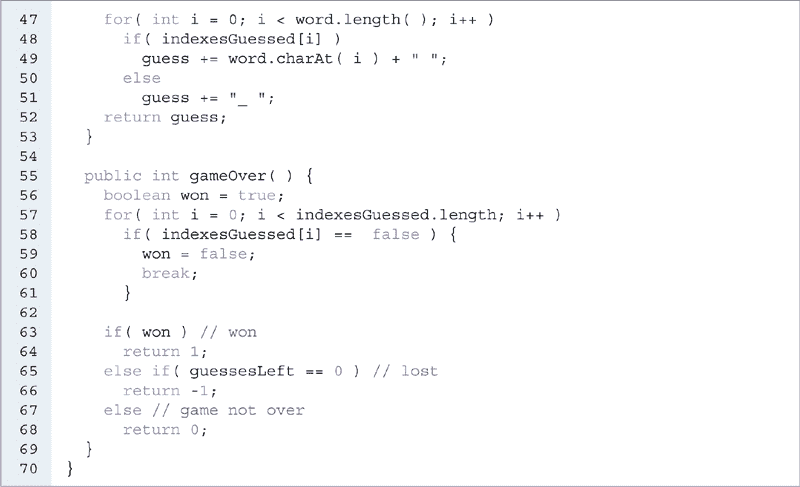 47      for( int i = 0; i < word.length( ); i++ )
48        if( indexesGuessed[i] )
49          guess += word.charAt( i ) + " ";
50        else
51          guess += "_ ";
52      return guess;
53    }
54
55    public int gameOver( ) {
56      boolean won = true;
57      for( int i = 0; i < indexesGuessed.length; i++ )
58        if( indexesGuessed[i] ==  false ) {
59          won = false;
60          break;
61        }
62
63      if( won ) // won
64        return 1;
65      else if( guessesLeft == 0 ) // lost
66        return -1;
67      else // game not over
68        return 0;
69    }
70  }